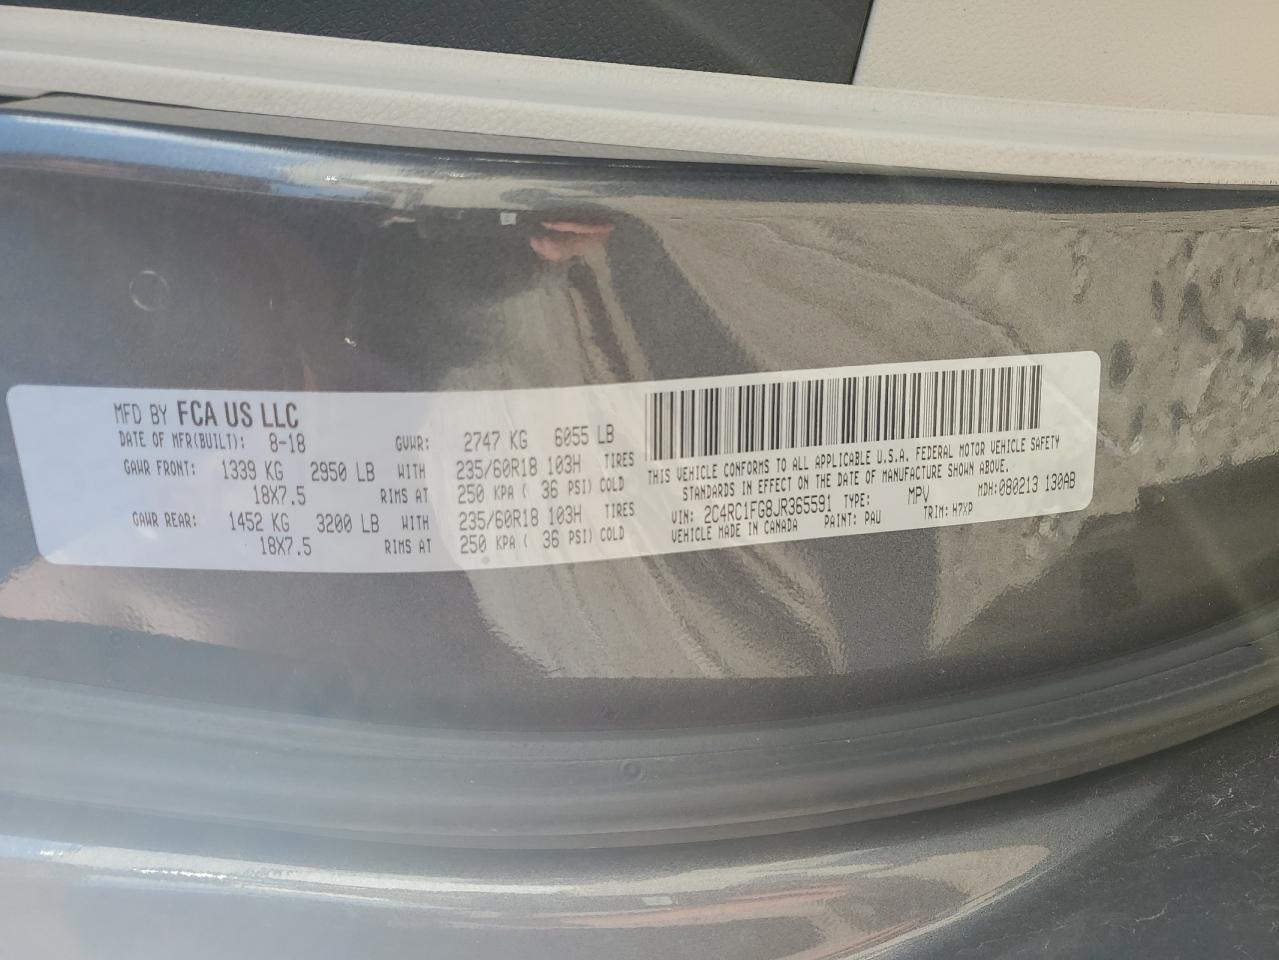 MFD BY FCA US LLC
DATE OF MFR(BUILT): 8-18 GVWR: 2747 KG 6055 LB
GAWR FRONT: 1339 KG 2950 LB WITH 235/60R18 103H TIRES
18X7.5 RIMS AT 250 KPA ( 36 PSI) COLD
GAWR REAR: 1452 KG 3200 LB WITH 235/60R18 103H TIRES
18X7.5 RIMS AT 250 KPA ( 36 PSI) COLD
THIS VEHICLE CONFORMS TO ALL APPLICABLE U.S.A. FEDERAL MOTOR VEHICLE SAFETY
STANDARDS IN EFFECT ON THE DATE OF MANUFACTURE SHOWN ABOVE.
VIN: 2C4RC1FG8JR365591 TYPE: MPV MDH: 080213 130AB
VEHICLE MADE IN CANADA PAINT: PAU TRIM: H7XP